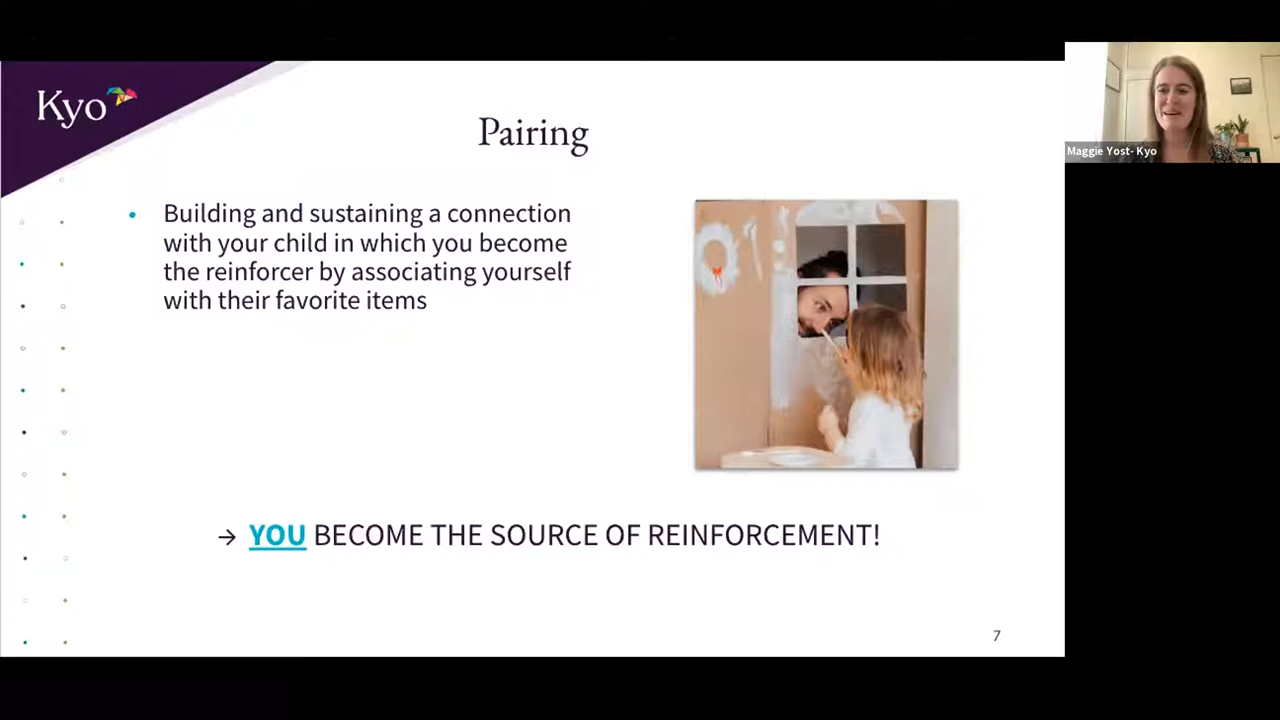 Kyo
Pairing
Maggie Yost- Kyo
• Building and sustaining a connection
with your child in which you become
the reinforcer by associating yourself
with their favorite items
→ YOU BECOME THE SOURCE OF REINFORCEMENT!
7